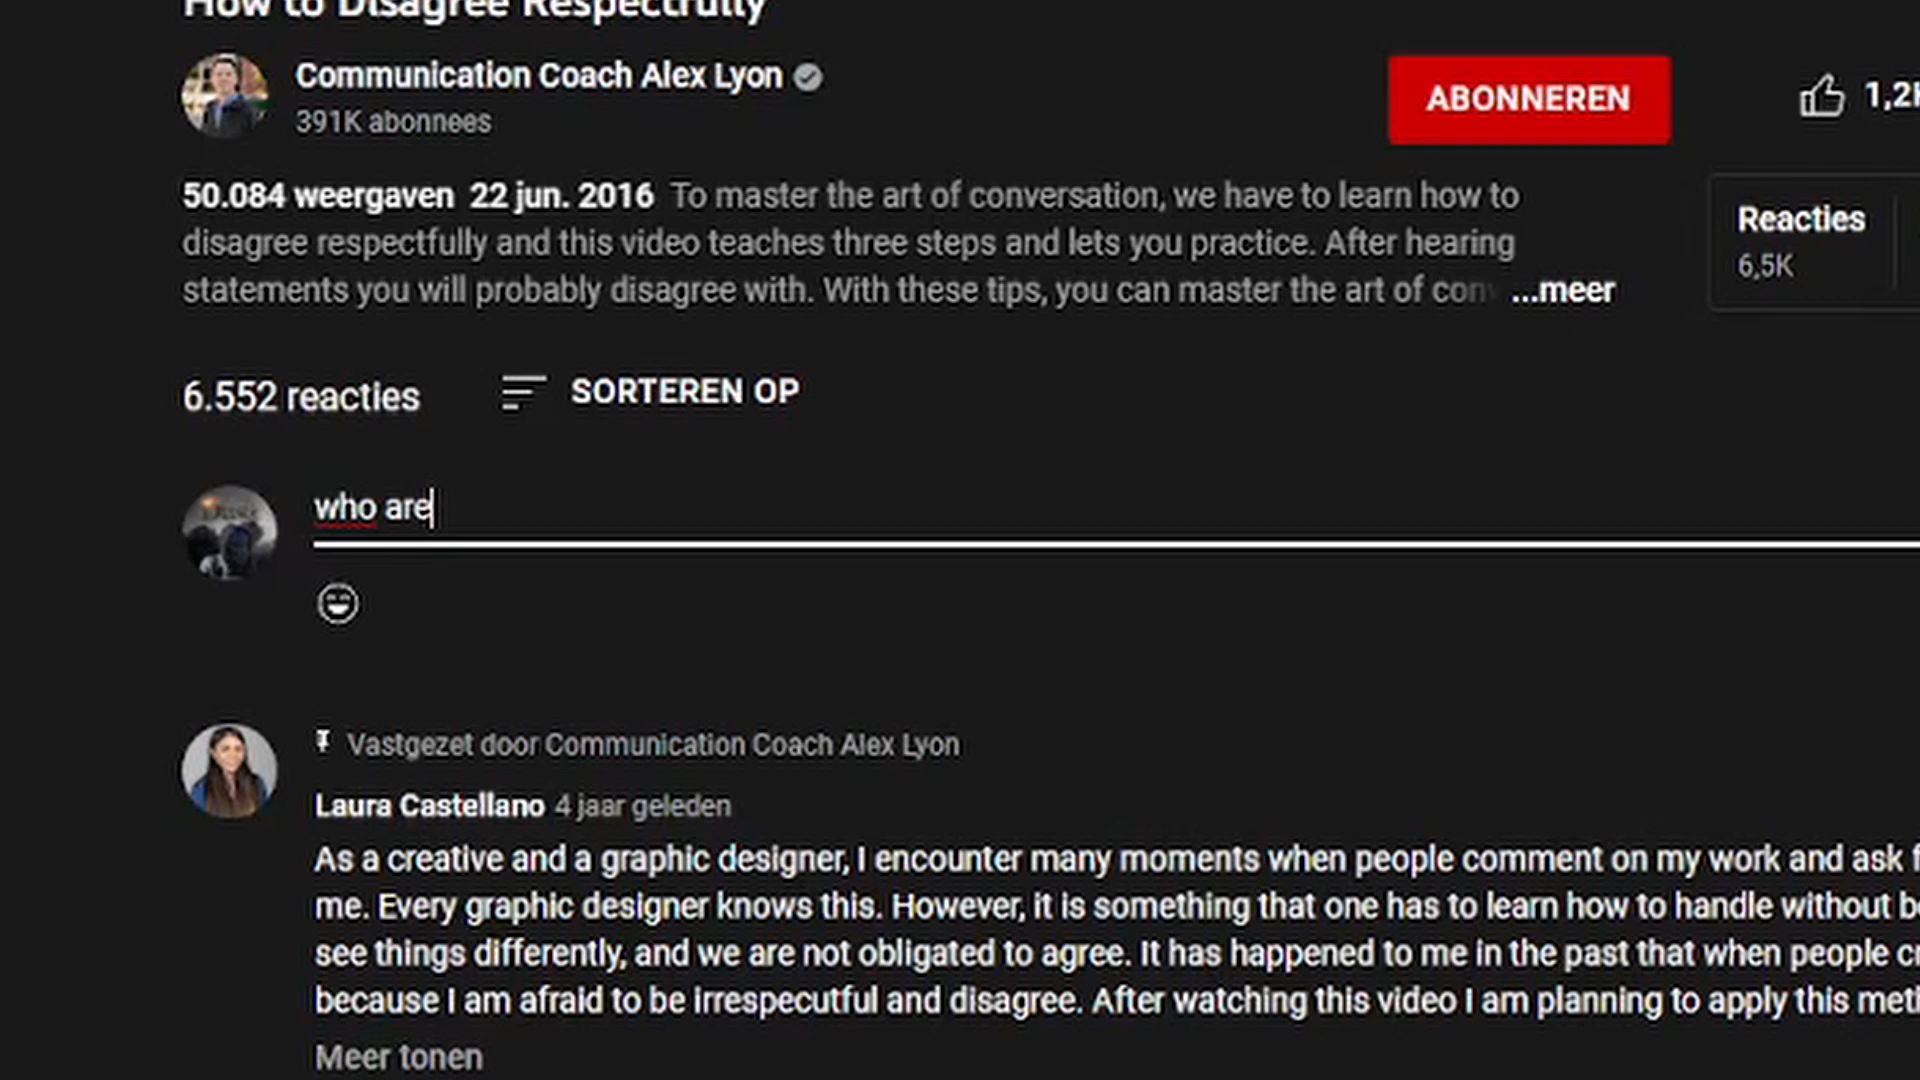 How to Disagree Respectfully
Communication Coach Alex Lyon
391K abonnees
ABONNEREN
1,2K
50.084 weergaven 22 jun. 2016 To master the art of conversation, we have to learn how to
disagree respectfully and this video teaches three steps and lets you practice. After hearing
statements you will probably disagree with. With these tips, you can master the art of conv ...meer
Reacties
6,5K
6.552 reacties
SORTEREN OP
who are
Vastgezet door Communication Coach Alex Lyon
Laura Castellano 4 jaar geleden
As a creative and a graphic designer, I encounter many moments when people comment on my work and ask
me. Every graphic designer knows this. However, it is something that one has to learn how to handle without
see things differently, and we are not obligated to agree. It has happened to me in the past that when people
because I am afraid to be irrespecutful and disagree. After watching this video I am planning to apply this
Meer tonen